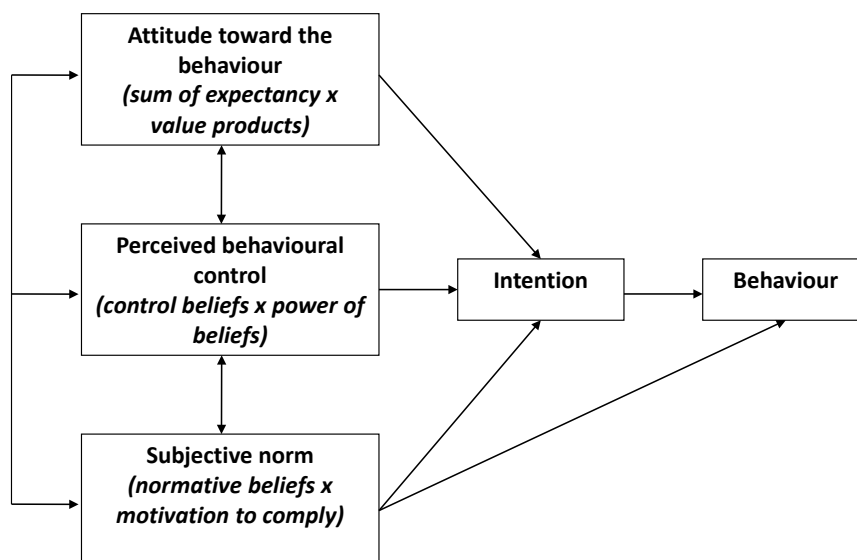 Attitude toward the
behaviour
(sum of expectancy x
value products)
Perceived behavioural
control
(control beliefs x power of
beliefs)
Intention
Behaviour
Subjective norm
(normative beliefs x
motivation to comply)